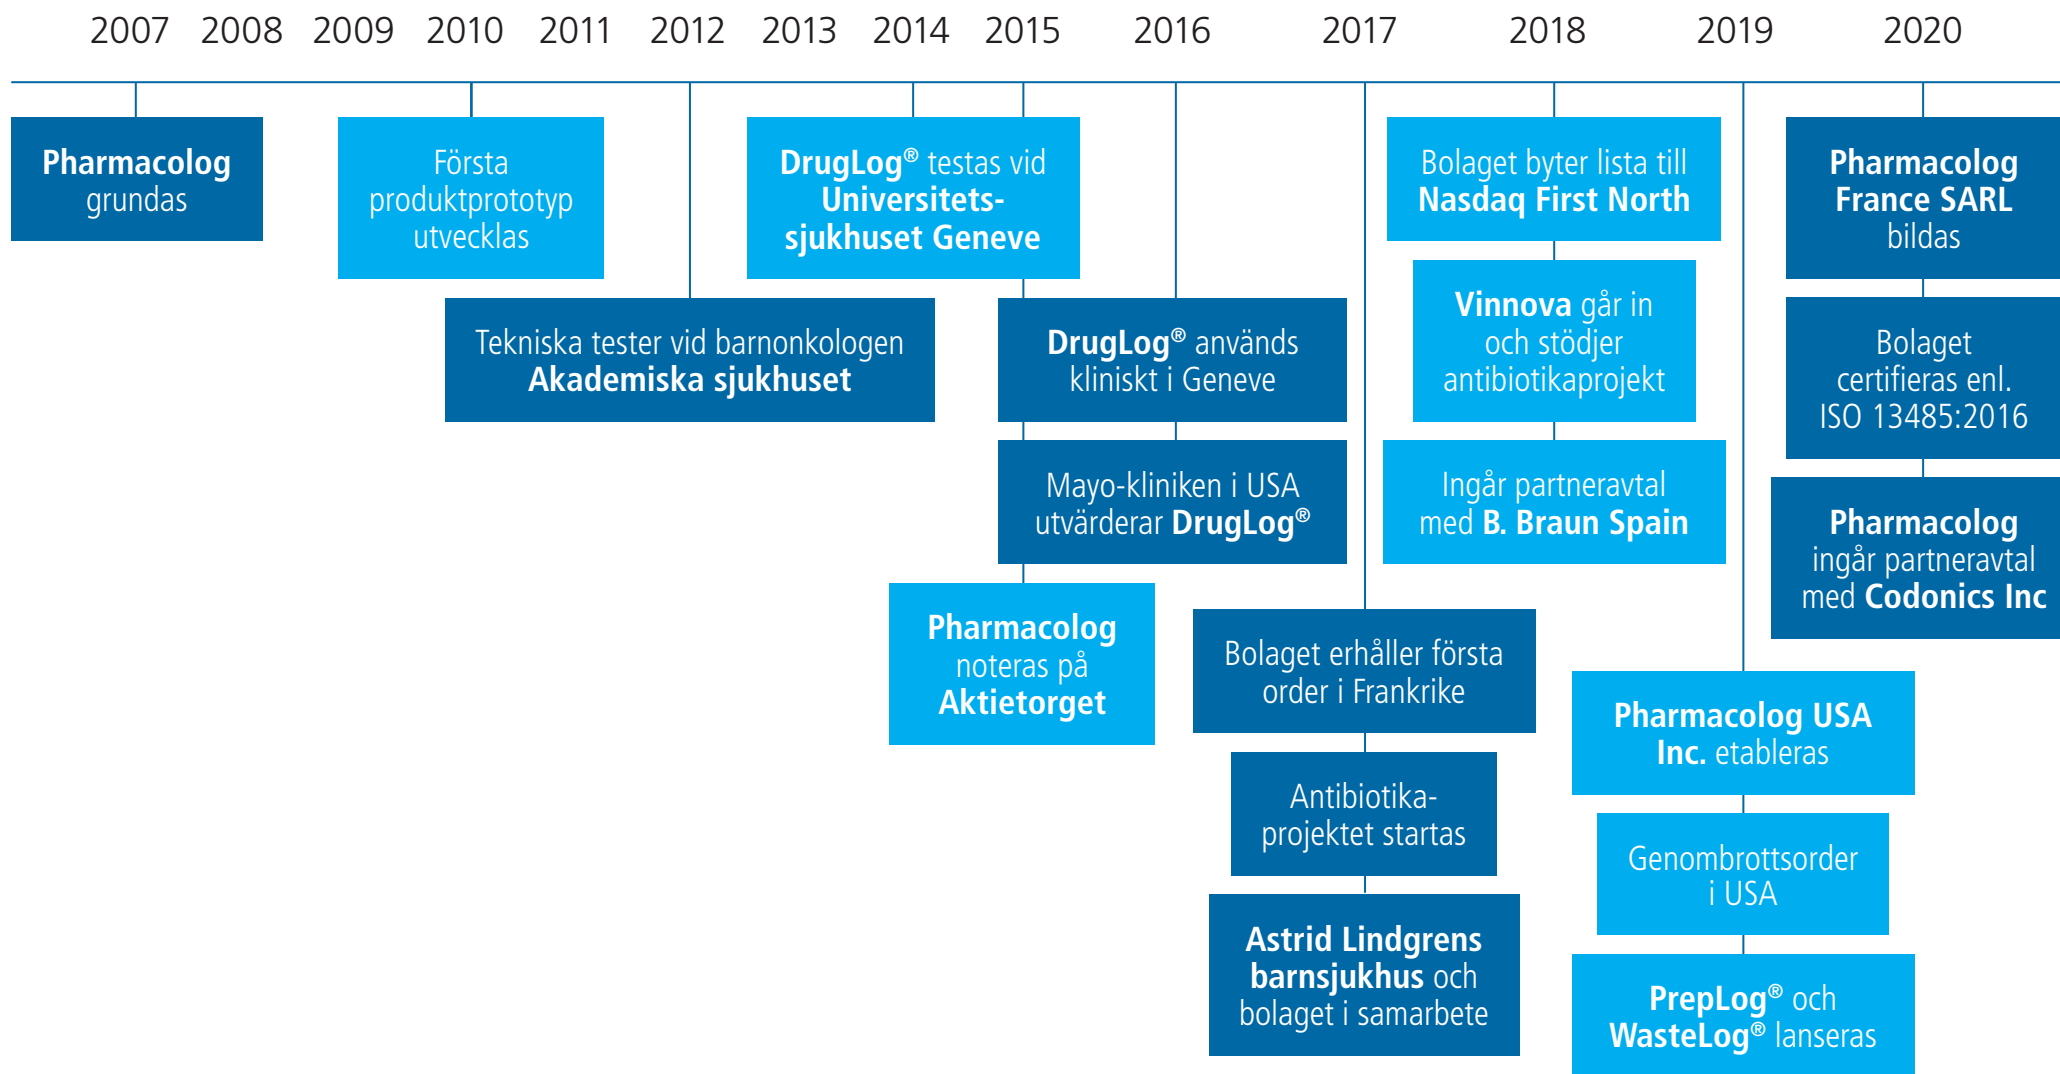 2007 2008 2009 2010 2011 2012 2013 2014 2015 2016 2017 2018 2019 2020
Pharmacolog
grundas
Första
produktprototyp
utvecklas
Tekniska tester vid barnonkologen
Akademiska sjukhuset
DrugLog® testas vid
Universitets-
sjukhuset Geneve
Pharmacolog
noteras på
Aktietorget
DrugLog® används
kliniskt i Geneve
Mayo-kliniken i USA
utvärderar DrugLog®
Bolaget erhåller första
order i Frankrike
Antibiotika-
projektet startas
Astrid Lindgrens
barnsjukhus och
bolaget i samarbete
Bolaget byter lista till
Nasdaq First North
Vinnova går in
och stödjer
antibiotikaprojekt
Ingår partneravtal
med B. Braun Spain
Pharmacolog USA
Inc. etableras
Genombrottsorder
i USA
PrepLog® och
WasteLog® lanseras
Pharmacolog
France SARL
bildas
Bolaget
certifieras enl.
ISO 13485:2016
Pharmacolog
ingår partneravtal
med Codonics Inc